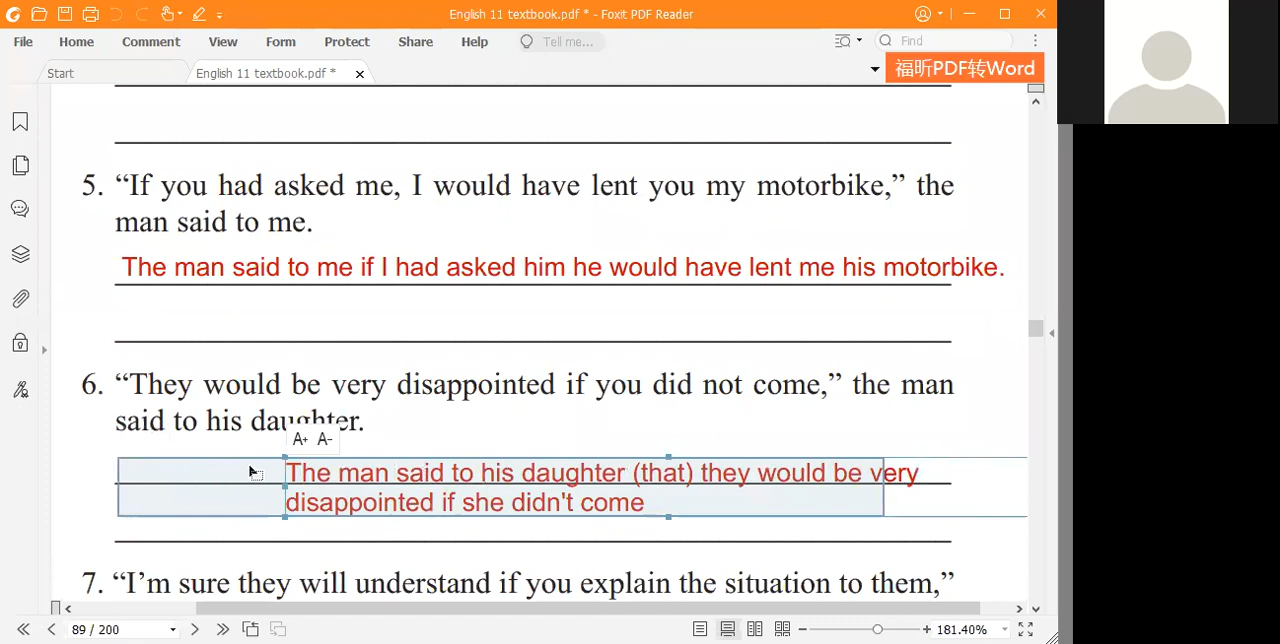 English 11 textbook.pdf * - Foxit PDF Reader
File Home Comment View Form Protect Share Help Tell me... Find
Start English 11 textbook.pdf * 福昕PDF转Word
5. “If you had asked me, I would have lent you my motorbike,” the
man said to me.
The man said to me if I had asked him he would have lent me his motorbike.
6. “They would be very disappointed if you did not come,” the man
said to his daughter.
A+ A-
The man said to his daughter (that) they would be very
disappointed if she didn't come
7. “I’m sure they will understand if you explain the situation to them,”
89 / 200 181.40%